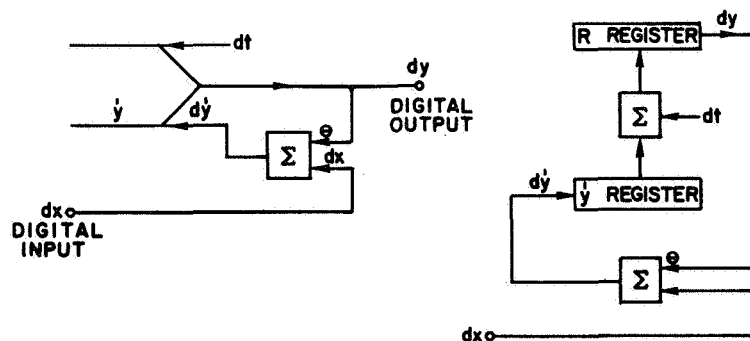 dt
ẏ
dẏ
dy
DIGITAL
OUTPUT
⊖
Σ
dx
dx
DIGITAL
INPUT
R REGISTER
dy
Σ
dt
dẏ
ẏ REGISTER
⊖
Σ
dx